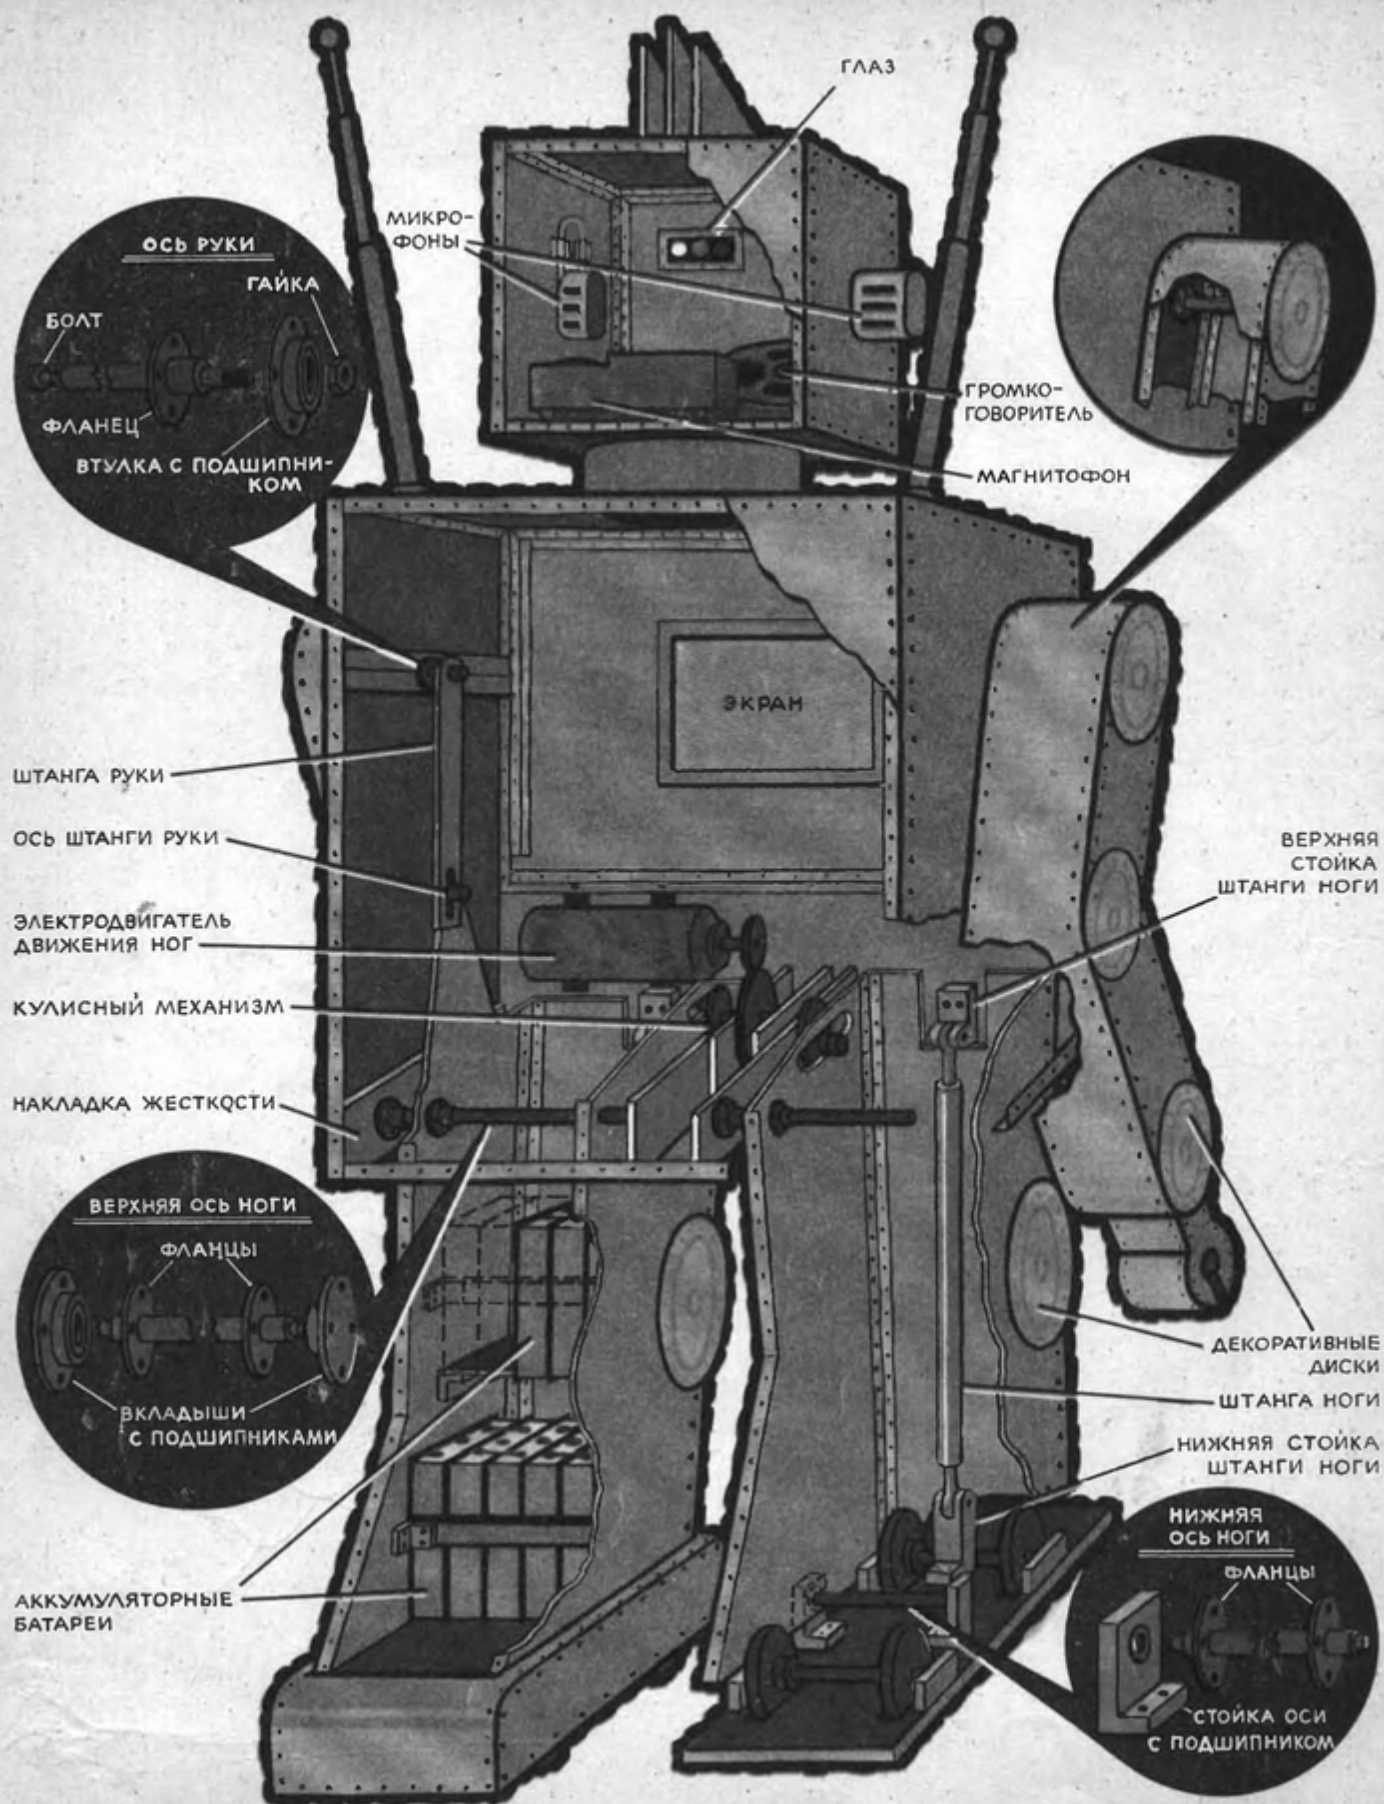 ГЛАЗ
МИКРО-
ФОНЫ
ОСЬ РУКИ
ГАЙКА
БОЛТ
ФЛАНЕЦ
ВТУЛКА С ПОДШИПНИ-
КОМ
ГРОМКО-
ГОВОРИТЕЛЬ
МАГНИТОФОН
ЭКРАН
ШТАНГА РУКИ
ОСЬ ШТАНГИ РУКИ
ЭЛЕКТРОДВИГАТЕЛЬ
ДВИЖЕНИЯ НОГ
КУЛИСНЫЙ МЕХАНИЗМ
НАКЛАДКА ЖЕСТКОСТИ
ВЕРХНЯЯ
СТОЙКА
ШТАНГИ НОГИ
ВЕРХНЯЯ ОСЬ НОГИ
ФЛАНЦЫ
ВКЛАДЫШИ
С ПОДШИПНИКАМИ
ДЕКОРАТИВНЫЕ
ДИСКИ
ШТАНГА НОГИ
НИЖНЯЯ СТОЙКА
ШТАНГИ НОГИ
АККУМУЛЯТОРНЫЕ
БАТАРЕИ
НИЖНЯЯ
ОСЬ НОГИ
ФЛАНЦЫ
СТОЙКА ОСИ
С ПОДШИПНИКОМ